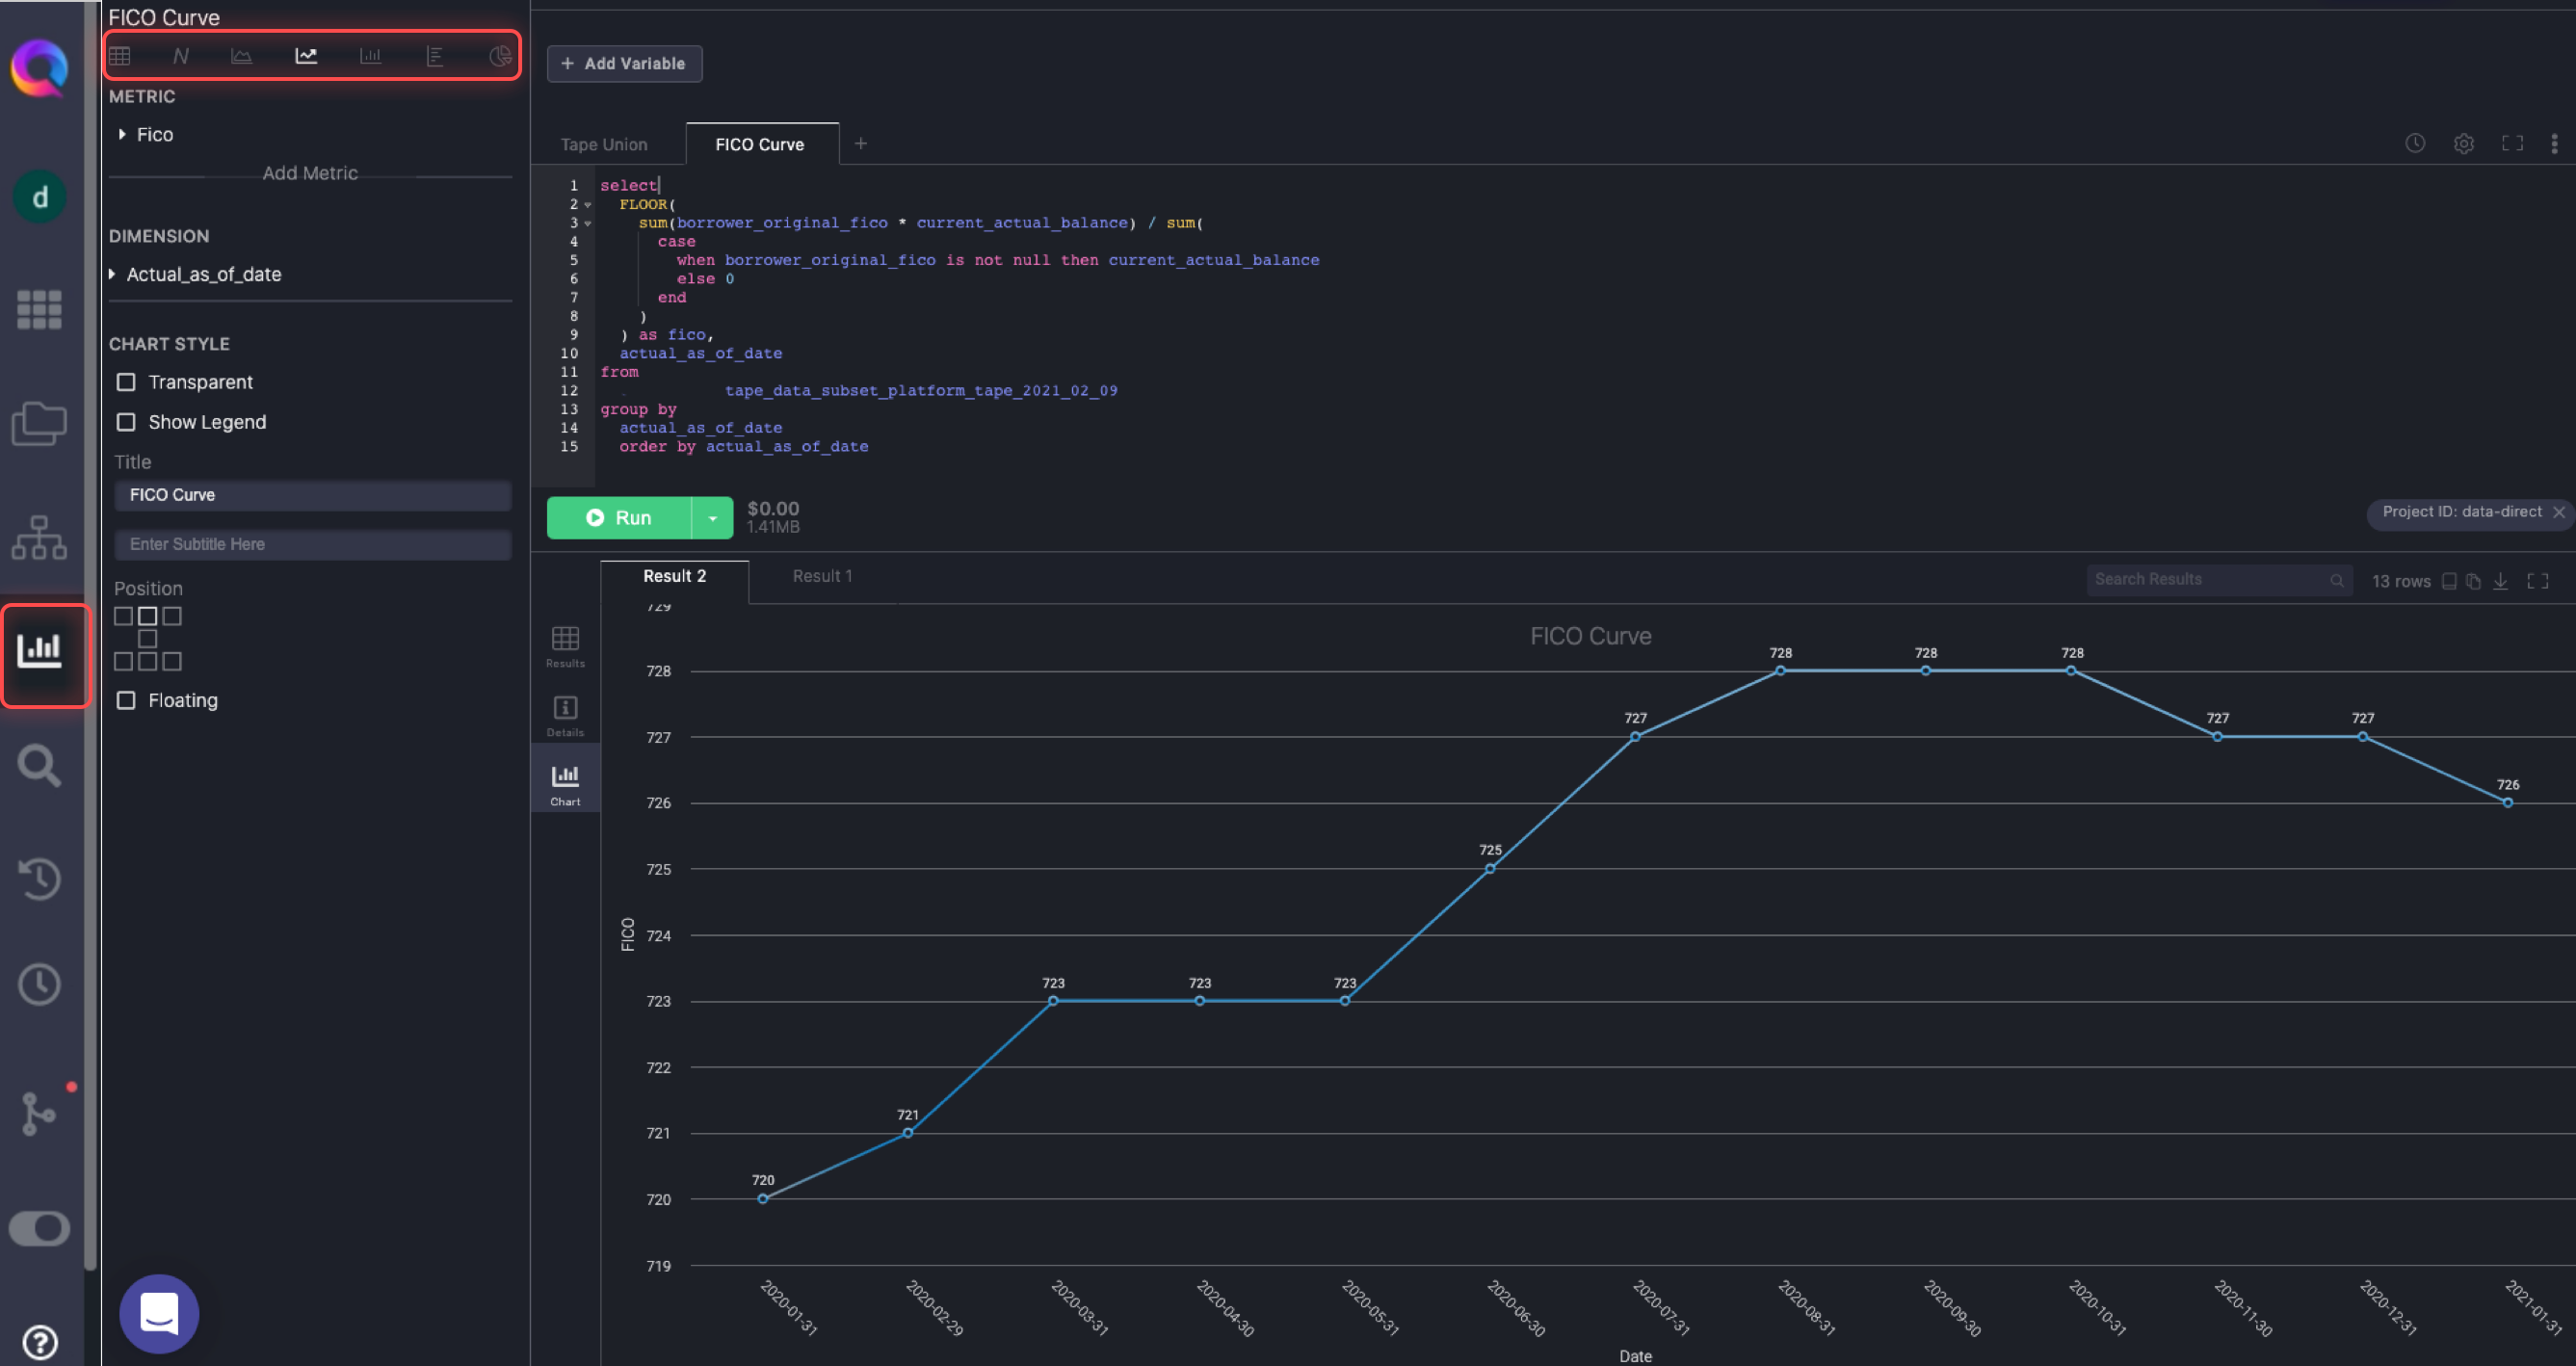 FICO Curve
METRIC
Fico
Add Metric
DIMENSION
Actual_as_of_date
CHART STYLE
Transparent
Show Legend
Title
FICO Curve
Enter Subtitle Here
Position
Floating
d
+ Add Variable
Tape Union
FICO Curve
+
1 select
2 FLOOR(
3 sum(borrower_original_fico * current_actual_balance) / sum(
4 case
5 when borrower_original_fico is not null then current_actual_balance
6 else 0
7 end
8 )
9 ) as fico,
10 actual_as_of_date
11 from
12 tape_data_subset_platform_tape_2021_02_09
13 group by
14 actual_as_of_date
15 order by actual_as_of_date
Run
$0.00
1.41MB
Project ID: data-direct
Result 2
Result 1
Search Results
13 rows
Results
Details
Chart
FICO Curve
729
728
727
726
725
724
723
722
721
720
719
FICO
720
721
723
723
723
725
727
728
728
728
727
727
726
2020-01-31
2020-02-29
2020-03-31
2020-04-30
2020-05-31
2020-06-30
2020-07-31
2020-08-31
2020-09-30
2020-10-31
2020-11-30
2020-12-31
2021-01-31
Date